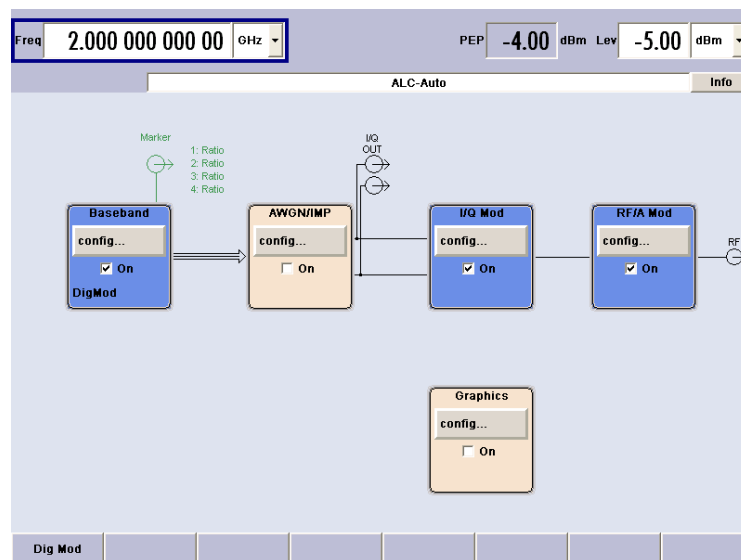 Freq 2.000 000 000 00 GHz PEP -4.00 dBm Lev -5.00 dBm
ALC-Auto Info
Marker
1: Ratio
2: Ratio
3: Ratio
4: Ratio
I/Q
OUT
Baseband
config...
On
DigMod
AWGN/IMP
config...
On
I/Q Mod
config...
On
RF/A Mod
config...
On
RF
Graphics
config...
On
Dig Mod